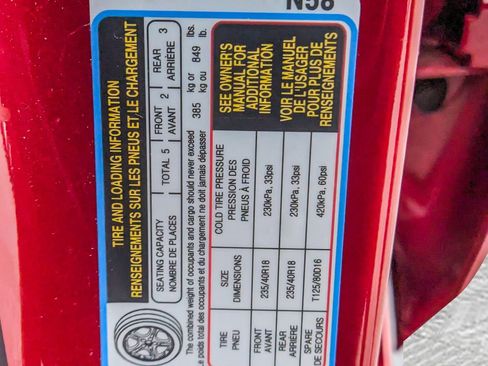 N58
TIRE AND LOADING INFORMATION
RENSEIGNEMENTS SUR LES PNEUS ET LE CHARGEMENT
SEATING CAPACITY
NOMBRE DE PLACES
TOTAL 5
FRONT 2
AVANT
REAR 3
ARRIÈRE
The combined weight of occupants and cargo should never exceed 385 kg or 849 lbs.
Le poids total des occupants et du chargement ne doit jamais dépasser kg ou lb.
TIRE
PNEU
SIZE
DIMENSIONS
COLD TIRE PRESSURE
PRESSION DES
PNEUS À FROID
FRONT
AVANT
235/40R18
230kPa, 33psi
REAR
ARRIÈRE
235/40R18
230kPa, 33psi
SPARE
DE SECOURS
T125/80D16
420kPa, 60psi
SEE OWNER'S
MANUAL FOR
ADDITIONAL
INFORMATION
VOIR LE MANUEL
DE L'USAGER
POUR PLUS DE
RENSEIGNEMENTS